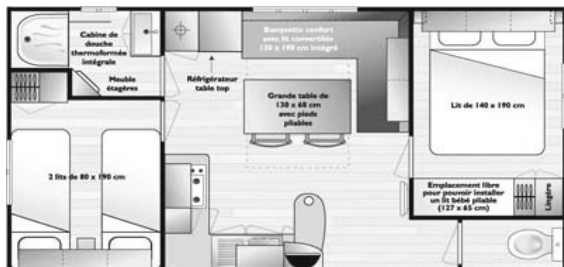 Cabine de
douche
thermoformée
intégrale
Meuble
étagères
Réfrigérateur
table top
Banquette confort
avec lit convertible
130 x 190 cm intégré
Grande table de
130 x 68 cm
avec pieds
pliables
Lit de 140 x 190 cm
2 lits de 80 x 190 cm
Emplacement libre
pour pouvoir installer
un lit bébé pliable
(127 x 65 cm)
Lingère